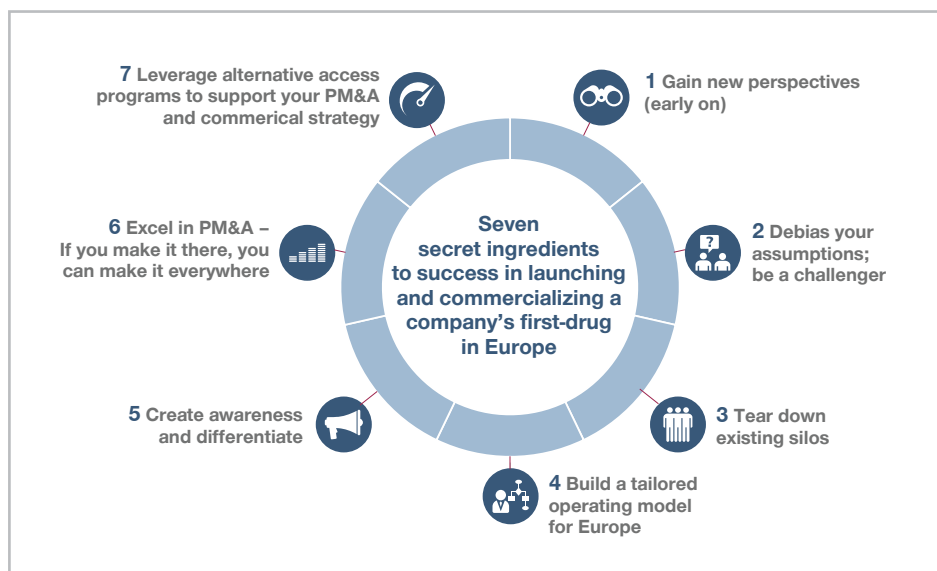 Seven
secret ingredients
to success in launching
and commercializing a
company's first-drug
in Europe
1 Gain new perspectives
(early on)
2 Debias your
assumptions;
be a challenger
?
3 Tear down
existing silos
4 Build a tailored
operating model
for Europe
5 Create awareness
and differentiate
6 Excel in PM&A –
If you make it there, you
can make it everywhere
7 Leverage alternative access
programs to support your PM&A
and commerical strategy